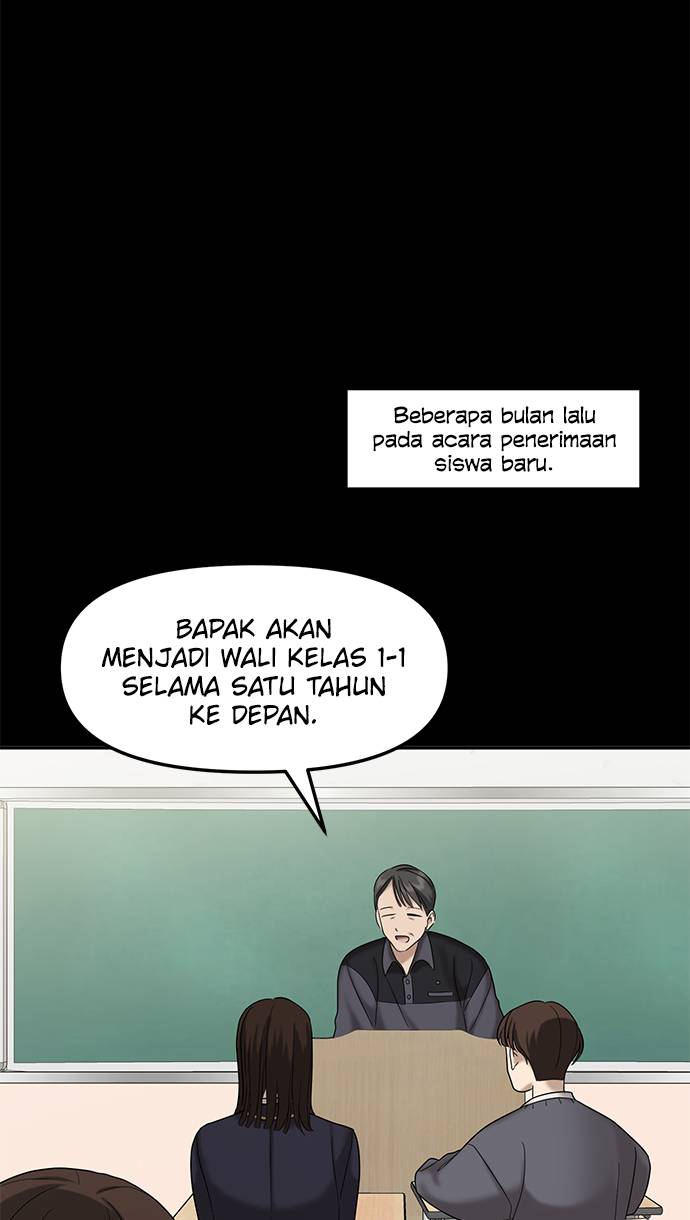 Beberapa bulan lalu
pada acara penerimaan
siswa baru.
BAPAK AKAN
MENJADI WALI KELAS 1-1
SELAMA SATU TAHUN
KE DEPAN.